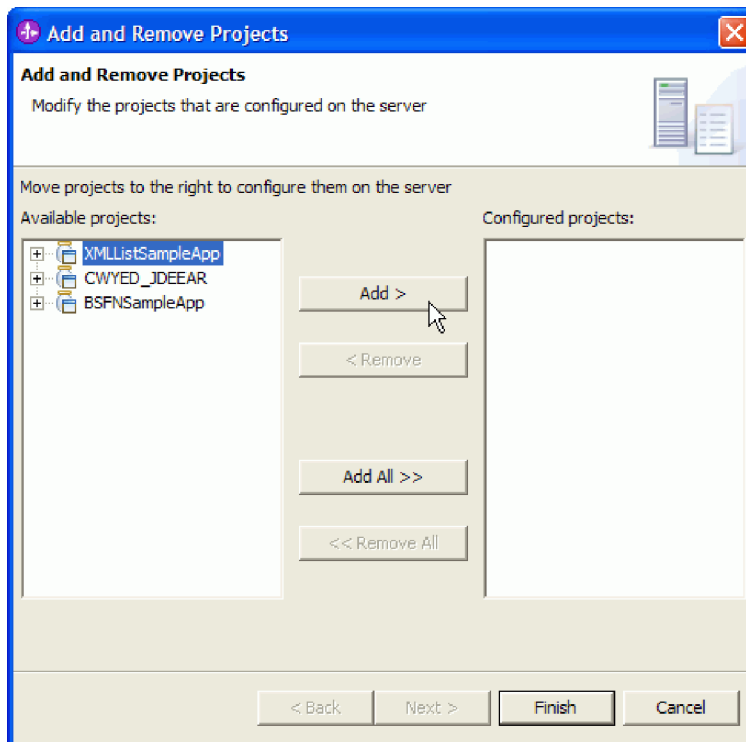 Add and Remove Projects
Add and Remove Projects
Modify the projects that are configured on the server
Move projects to the right to configure them on the server
Available projects:
Configured projects:
XMLListSampleApp
CWYED_JDEEAR
BSFNSampleApp
Add >
< Remove
Add All >>
<< Remove All
< Back
Next >
Finish
Cancel